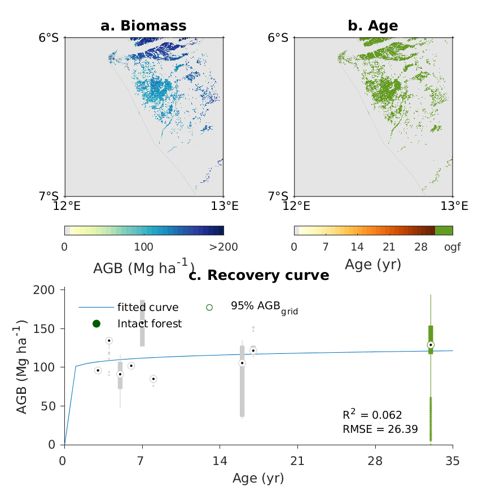 a. Biomass
b. Age
6°S
6°S
7°S
7°S
12°E
13°E
12°E
13°E
0
100
>200
0
7
14
21
28
ogf
AGB (Mg ha⁻¹)
Age (yr)
c. Recovery curve
200
150
100
50
0
AGB (Mg ha⁻¹)
fitted curve
95% AGB_grid
Intact forest
R² = 0.062
RMSE = 26.39
0
7
14
21
28
35
Age (yr)